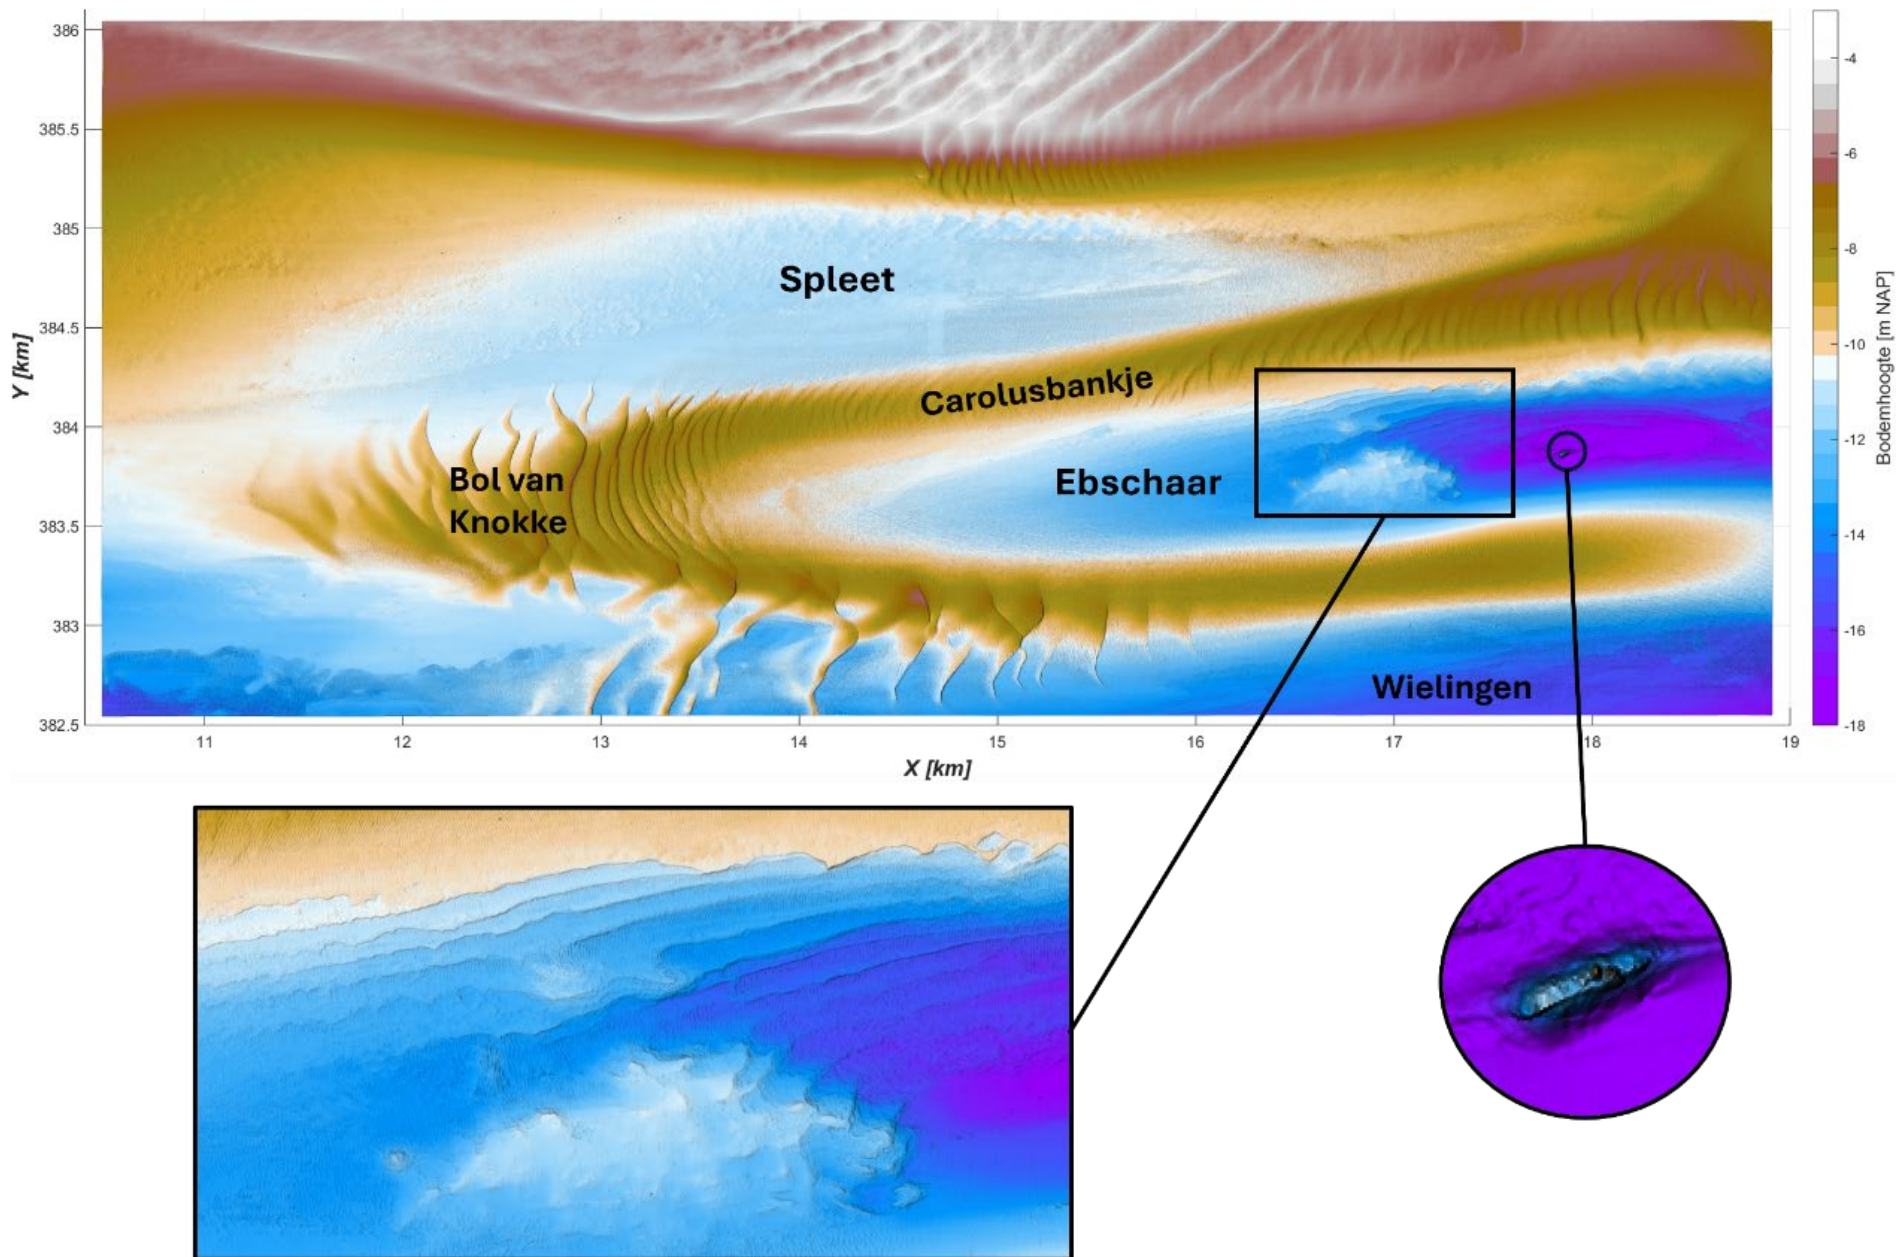 386
385.5
385
384.5
384
383.5
383
382.5
Y [km]
11
12
13
14
15
16
17
18
19
X [km]
Spleet
Carolusbankje
Bol van
Knokke
Ebschaar
Wielingen
-4
-6
-8
-10
-12
-14
-16
-18
Bodemhoogte [m NAP]